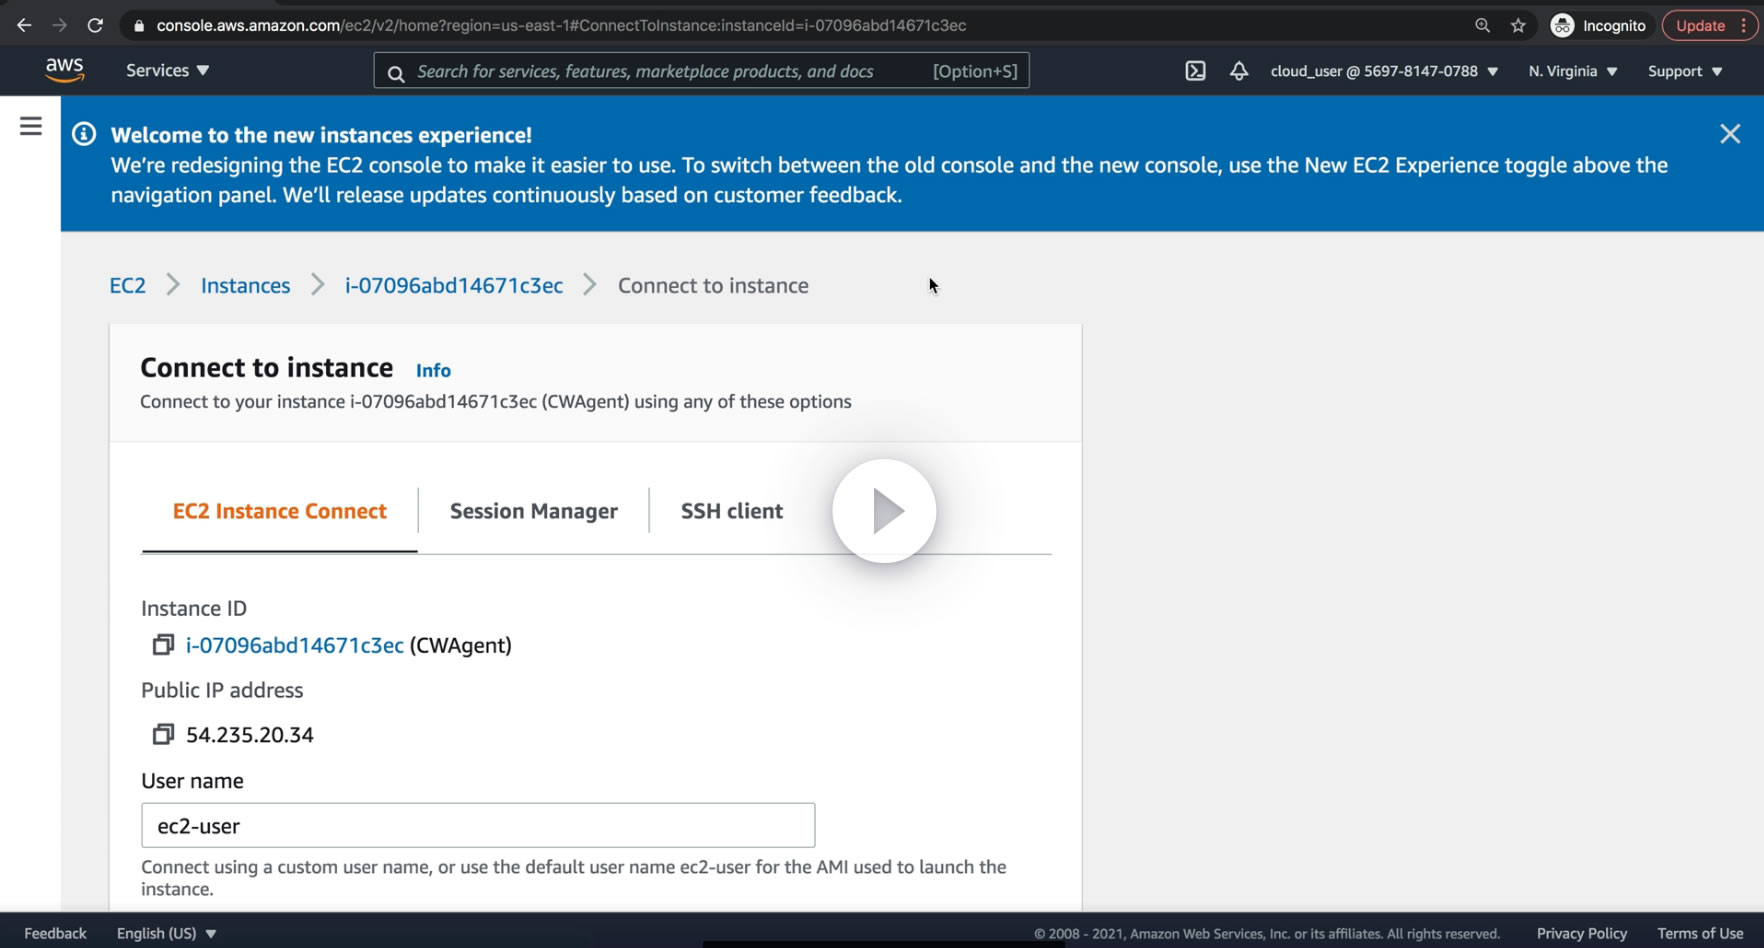 console.aws.amazon.com/ec2/v2/home?region=us-east-1#ConnectToInstance:instanceId=i-07096abd14671c3ec
Incognito
Update
aws
Services
Search for services, features, marketplace products, and docs
[Option+S]
cloud_user @ 5697-8147-0788
N. Virginia
Support
Welcome to the new instances experience!
We're redesigning the EC2 console to make it easier to use. To switch between the old console and the new console, use the New EC2 Experience toggle above the
navigation panel. We'll release updates continuously based on customer feedback.
EC2 > Instances > i-07096abd14671c3ec > Connect to instance
Connect to instance Info
Connect to your instance i-07096abd14671c3ec (CWAgent) using any of these options
EC2 Instance Connect
Session Manager
SSH client
Instance ID
i-07096abd14671c3ec (CWAgent)
Public IP address
54.235.20.34
User name
ec2-user
Connect using a custom user name, or use the default user name ec2-user for the AMI used to launch the
instance.
Feedback
English (US)
© 2008 - 2021, Amazon Web Services, Inc. or its affiliates. All rights reserved.
Privacy Policy
Terms of Use